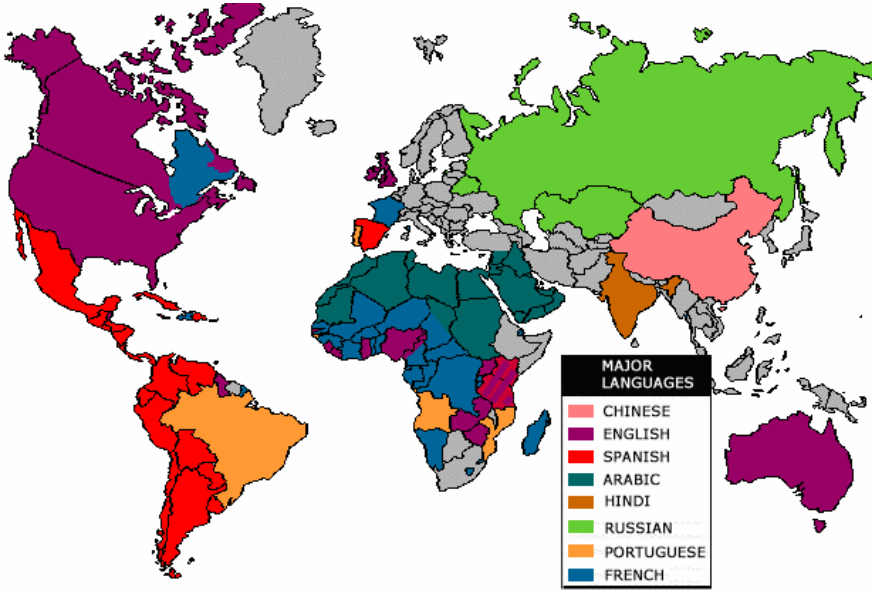 MAJOR
LANGUAGES
CHINESE
ENGLISH
SPANISH
ARABIC
HINDI
RUSSIAN
PORTUGUESE
FRENCH